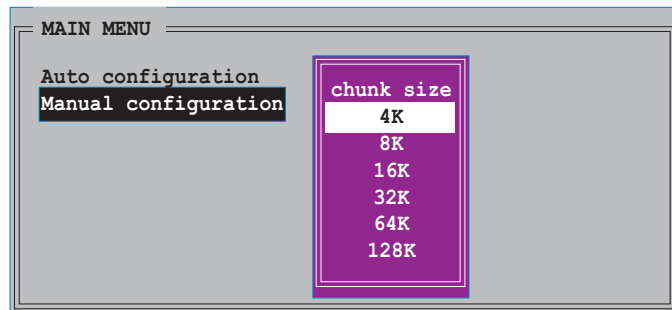 MAIN MENU
Auto configuration
Manual configuration
chunk size
4K
8K
16K
32K
64K
128K